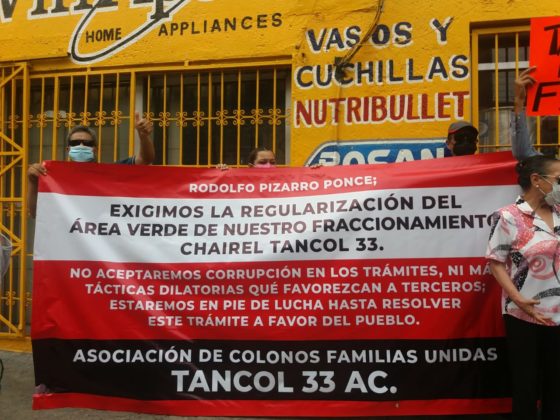 HOME APPLIANCES
VASOS Y
CUCHILLAS
NUTRIBULLET
RODOLFO PIZARRO PONCE;
EXIGIMOS LA REGULARIZACIÓN DEL
ÁREA VERDE DE NUESTRO FRACCIONAMIENTO
CHAIREL TANCOL 33.
NO ACEPTAREMOS CORRUPCIÓN EN LOS TRÁMITES, NI
TÁCTICAS DILATORIAS QUÉ FAVOREZCAN A TERCEROS;
ESTAREMOS EN PIE DE LUCHA HASTA RESOLVER
ESTE TRÁMITE A FAVOR DEL PUEBLO.
ASOCIACIÓN DE COLONOS FAMILIAS UNIDAS
TANCOL 33 AC.